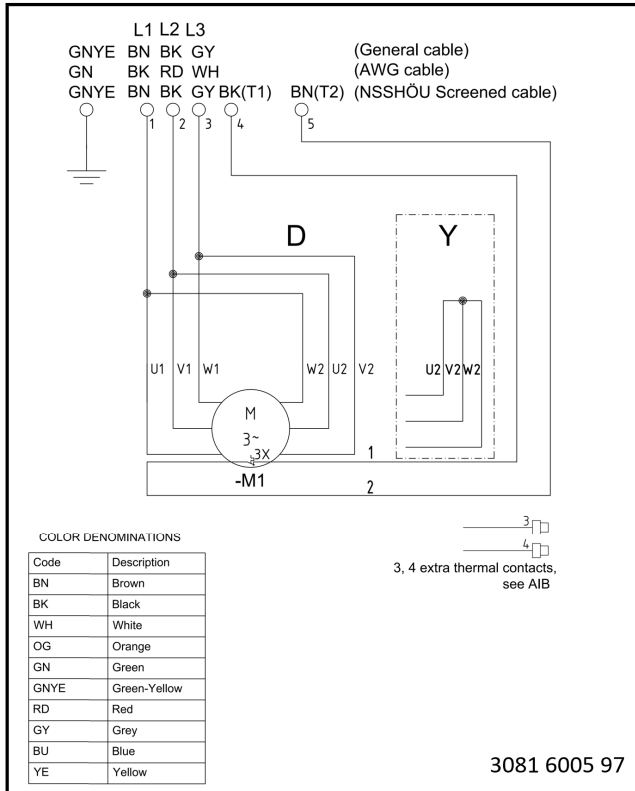 L1 L2 L3
GNYE BN BK GY (General cable)
GN BK RD WH (AWG cable)
GNYE BN BK GY BK(T1) BN(T2) (NSSHÖU Screened cable)
1 2 3 4 5
D Y
U1 V1 W1 W2 U2 V2 U2 V2 W2
M
3~
3X
1
-M1
2
3
COLOR DENOMINATIONS
4
3, 4 extra thermal contacts,
see AIB
Code Description
BN Brown
BK Black
WH White
OG Orange
GN Green
GNYE Green-Yellow
RD Red
GY Grey
BU Blue
YE Yellow
3081 6005 97